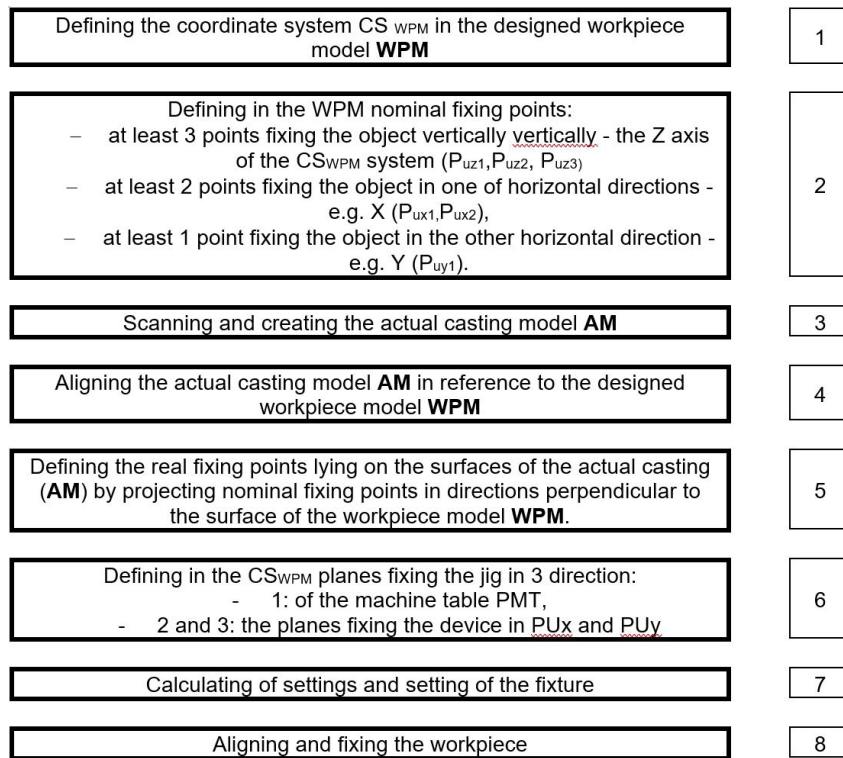 Defining the coordinate system CS WPM in the designed workpiece
model WPM
1
Defining in the WPM nominal fixing points:
– at least 3 points fixing the object vertically vertically - the Z axis
of the CSWPM system (Puz1,Puz2, Puz3)
– at least 2 points fixing the object in one of horizontal directions -
e.g. X (Pux1,Pux2),
– at least 1 point fixing the object in the other horizontal direction -
e.g. Y (Puy1).
2
Scanning and creating the actual casting model AM
3
Aligning the actual casting model AM in reference to the designed
workpiece model WPM
4
Defining the real fixing points lying on the surfaces of the actual casting
(AM) by projecting nominal fixing points in directions perpendicular to
the surface of the workpiece model WPM.
5
Defining in the CSWPM planes fixing the jig in 3 direction:
- 1: of the machine table PMT,
- 2 and 3: the planes fixing the device in PUx and PUy
6
Calculating of settings and setting of the fixture
7
Aligning and fixing the workpiece
8